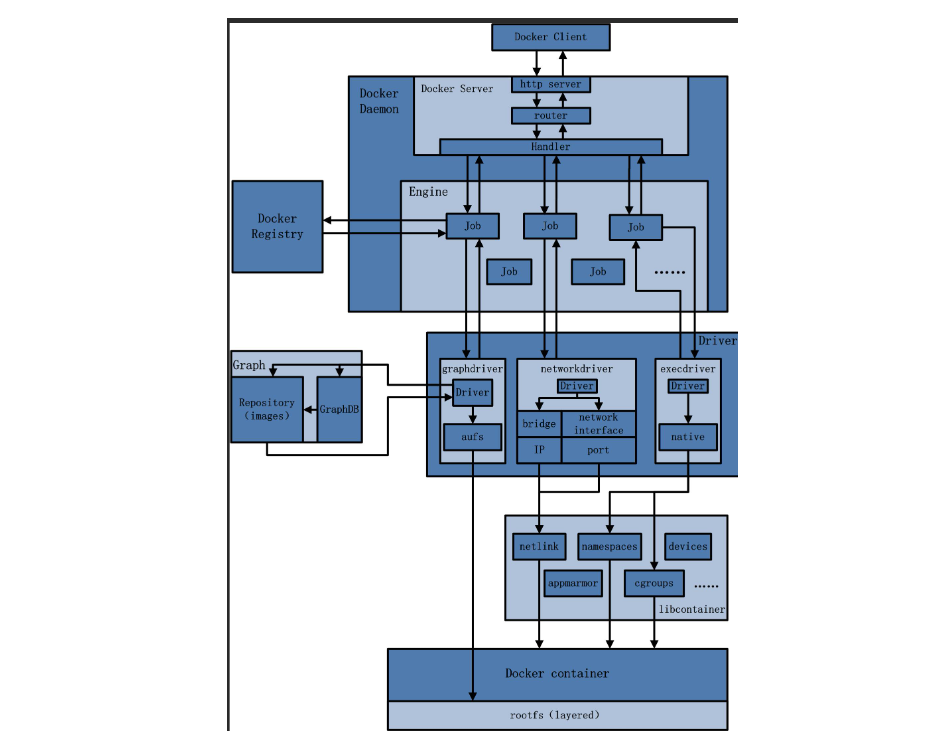 Docker Client
Docker
Daemon
Docker Server
http server
router
Handler
Docker
Registry
Engine
Job
Job
Job
Job
Job
......
Driver
Graph
Repository
(images)
GraphDB
graphdriver
Driver
aufs
networkdriver
Driver
bridge
network
interface
IP
port
execdriver
Driver
native
netlink
namespaces
devices
appmarmor
cgroups
......
libcontainer
Docker container
rootfs (layered)